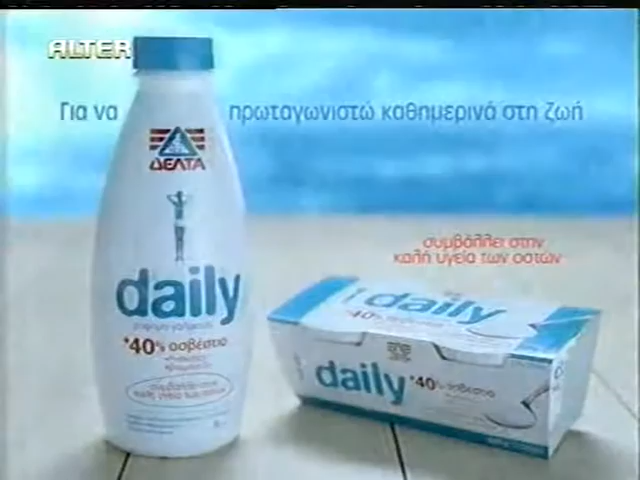 ALTER
Για να πρωταγωνιστώ καθημερινά στη ζωή
ΔΕΛΤΑ
συμβάλλει στην
καλή υγεία των οστών
daily
daily
+40% ασβέστιο
+40% ασβέστιο
daily +40% ασβέστιο